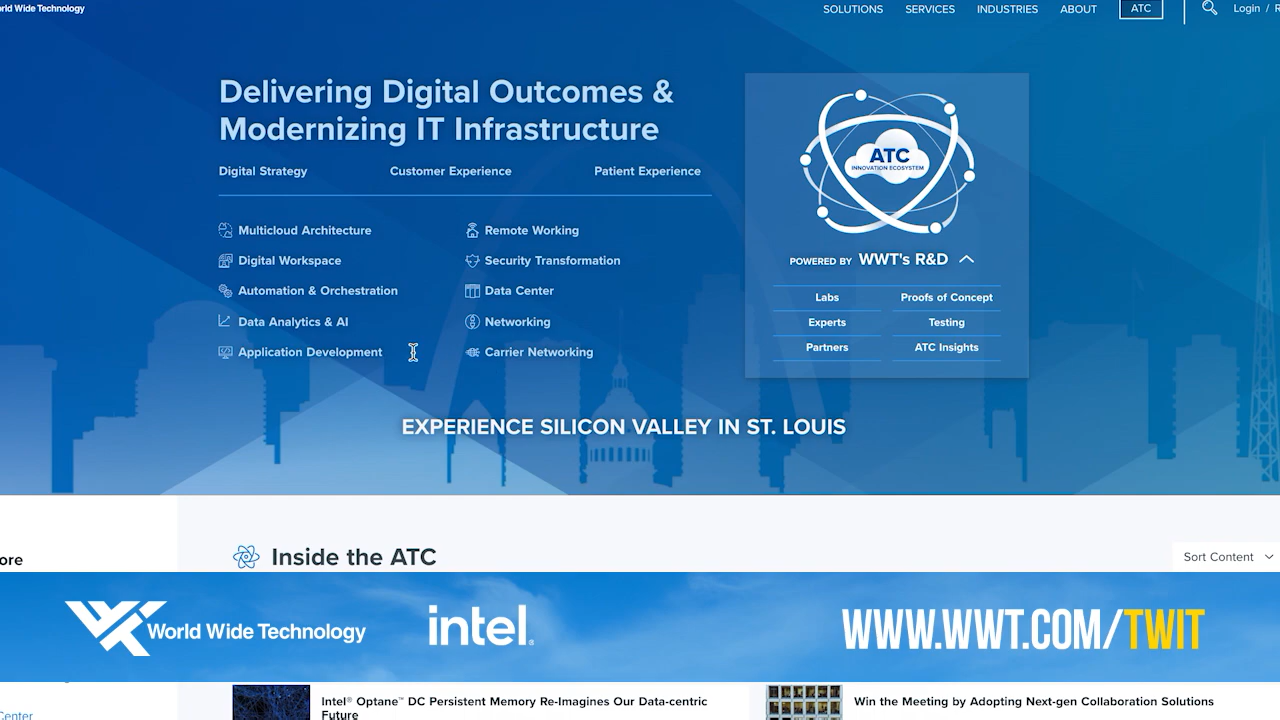 orld Wide Technology
SOLUTIONS SERVICES INDUSTRIES ABOUT ATC Login / R
Delivering Digital Outcomes &
Modernizing IT Infrastructure
Digital Strategy Customer Experience Patient Experience
Multicloud Architecture Remote Working
Digital Workspace Security Transformation
Automation & Orchestration Data Center
Data Analytics & AI Networking
Application Development Carrier Networking
ATC
INNOVATION ECOSYSTEM
POWERED BY WWT's R&D
Labs Proofs of Concept
Experts Testing
Partners ATC Insights
EXPERIENCE SILICON VALLEY IN ST. LOUIS
ore
Inside the ATC
Sort Content
World Wide Technology
intel.
WWW.WWT.COM/TWIT
Intel® Optane™ DC Persistent Memory Re-Imagines Our Data-centric
Future
Win the Meeting by Adopting Next-gen Collaboration Solutions
Center